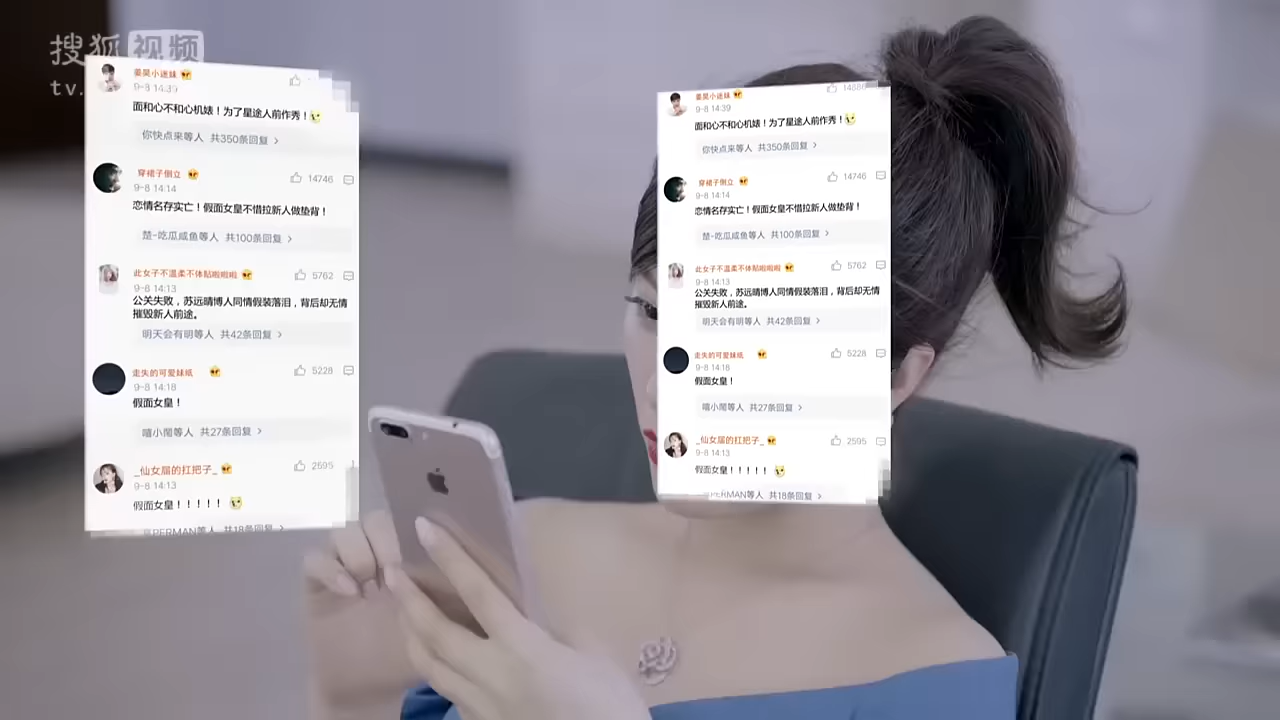 搜狐视频
tv.
姜昊小迷妹
9-8 14:39
面和心不和心机婊！为了星途人前作秀！
你快点来等人 共350条回复 >
穿裙子倒立
14746
9-8 14:14
恋情名存实亡！假面女皇不惜拉新人做垫背！
楚-吃瓜咸鱼等人 共100条回复 >
此女子不温柔不体贴啦啦啦
5762
9-8 14:13
公关失败，苏远晴博人同情假装落泪，背后却无情
摧毁新人前途。
明天会有明等人 共42条回复 >
走失的可爱妹纸
5228
9-8 14:18
假面女皇！
嘻小闹等人 共27条回复 >
_仙女届的扛把子_
2595
9-8 14:13
假面女皇！！！！！
PERMAN等人 共18条回复 >
姜昊小迷妹
14886
9-8 14:39
面和心不和心机婊！为了星途人前作秀！
你快点来等人 共350条回复 >
穿裙子倒立
14746
9-8 14:14
恋情名存实亡！假面女皇不惜拉新人做垫背！
楚-吃瓜咸鱼等人 共100条回复 >
此女子不温柔不体贴啦啦啦
5762
9-8 14:13
公关失败，苏远晴博人同情假装落泪，背后却无情
摧毁新人前途。
明天会有明等人 共42条回复 >
走失的可爱妹纸
5228
9-8 14:18
假面女皇！
嘻小闹等人 共27条回复 >
_仙女届的扛把子_
2595
9-8 14:13
假面女皇！！！！！
PERMAN等人 共18条回复 >